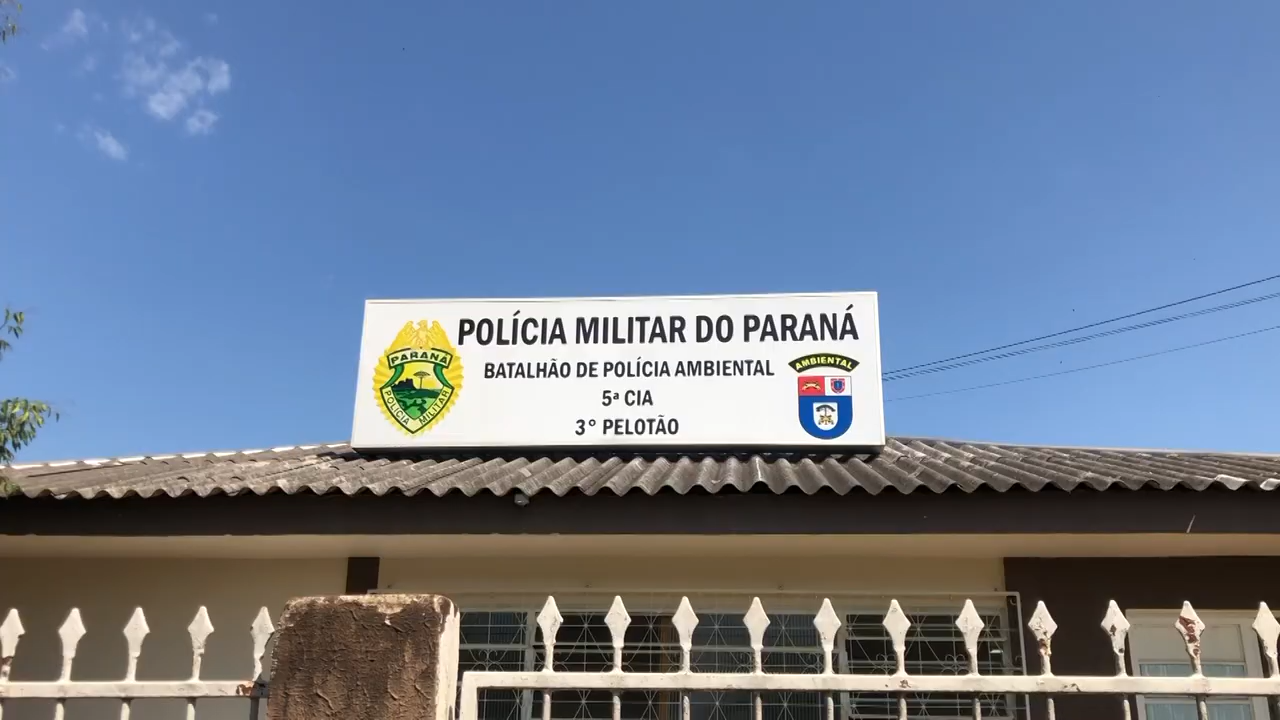 POLÍCIA MILITAR DO PARANÁ
BATALHÃO DE POLÍCIA AMBIENTAL
5ª CIA
3° PELOTÃO
PARANÁ
POLÍCIA MILITAR
AMBIENTAL